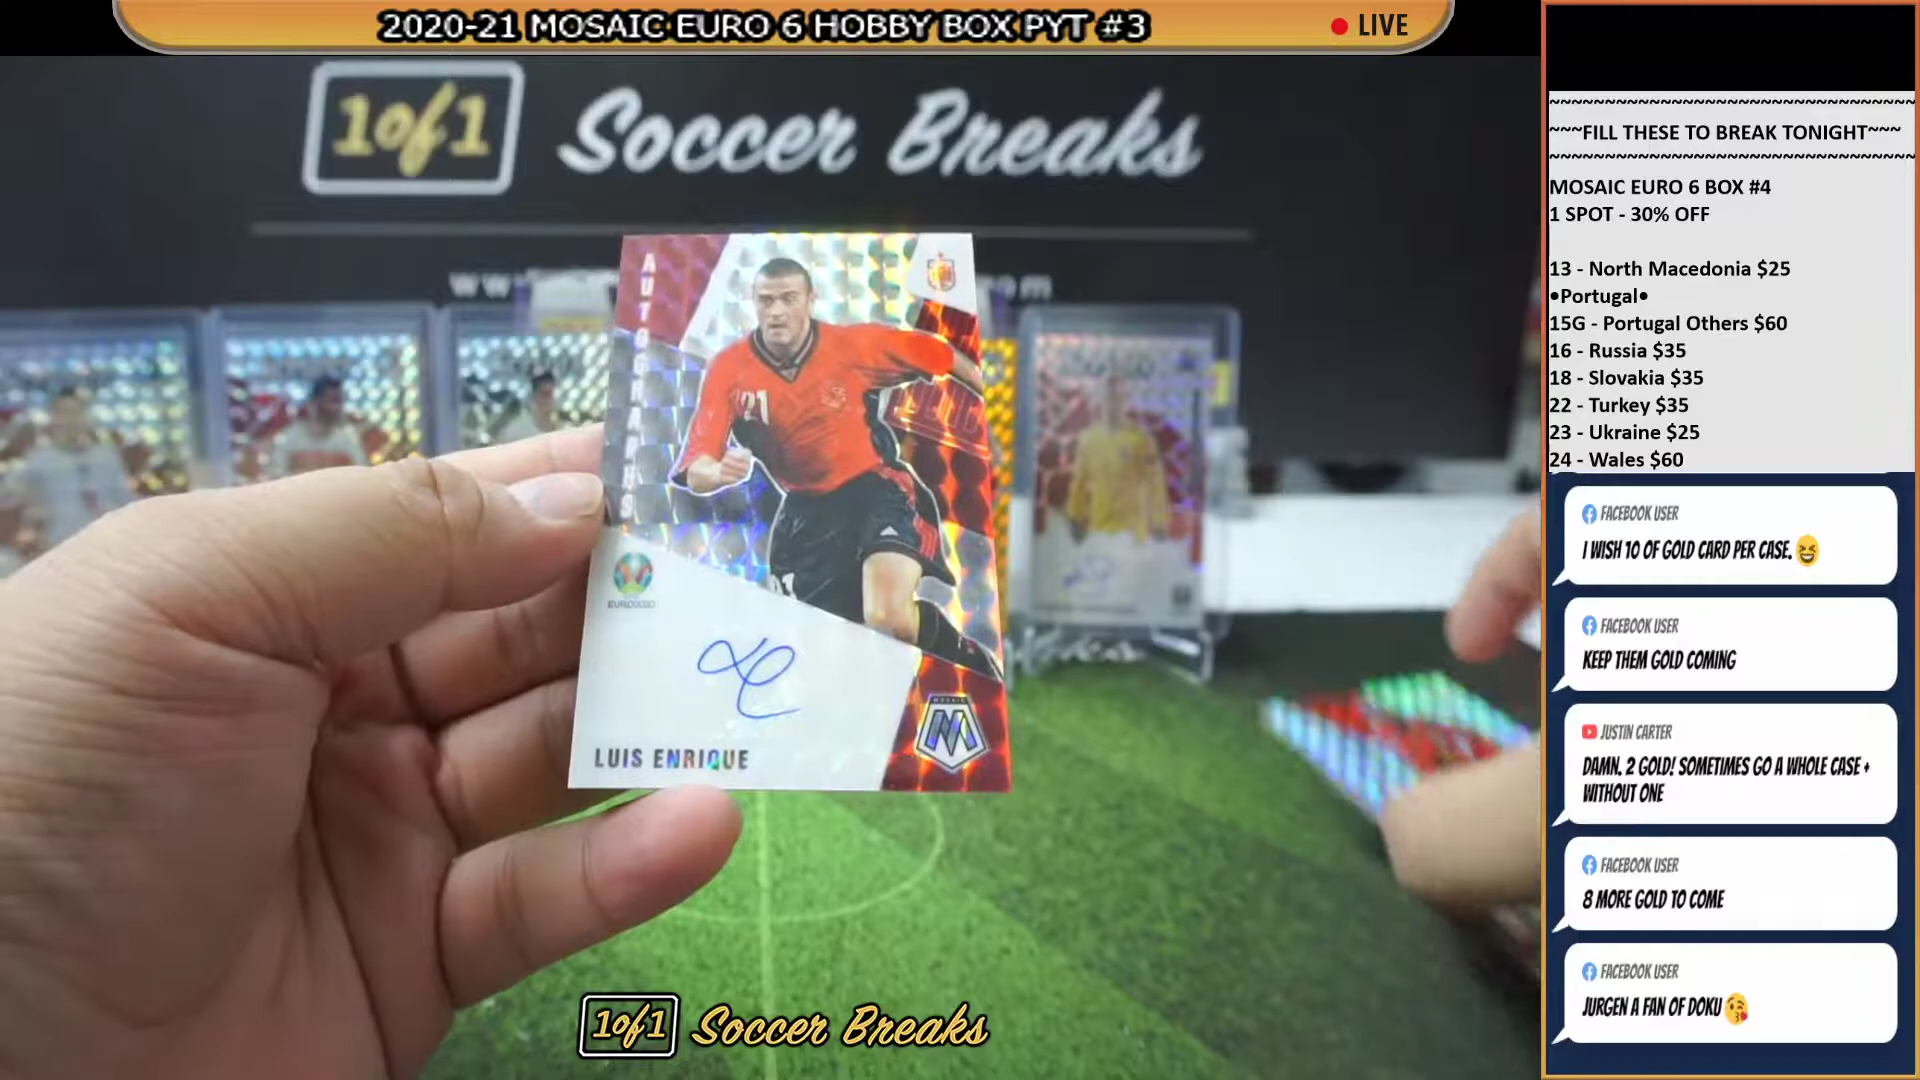 2020-21 MOSAIC EURO 6 HOBBY BOX PYT #3
LIVE
1of1 Soccer Breaks
AUTOGRAPHS
21
EURO2020
LUIS ENRIQUE
MOSAIC
M
1of1 Soccer Breaks
~~~FILL THESE TO BREAK TONIGHT~~~
MOSAIC EURO 6 BOX #4
1 SPOT - 30% OFF
13 - North Macedonia $25
•Portugal•
15G - Portugal Others $60
16 - Russia $35
18 - Slovakia $35
22 - Turkey $35
23 - Ukraine $25
24 - Wales $60
FACEBOOK USER
I WISH 10 OF GOLD CARD PER CASE.😆
FACEBOOK USER
KEEP THEM GOLD COMING
JUSTIN CARTER
DAMN. 2 GOLD! SOMETIMES GO A WHOLE CASE +
WITHOUT ONE
FACEBOOK USER
8 MORE GOLD TO COME
FACEBOOK USER
JURGEN A FAN OF DOKU😘